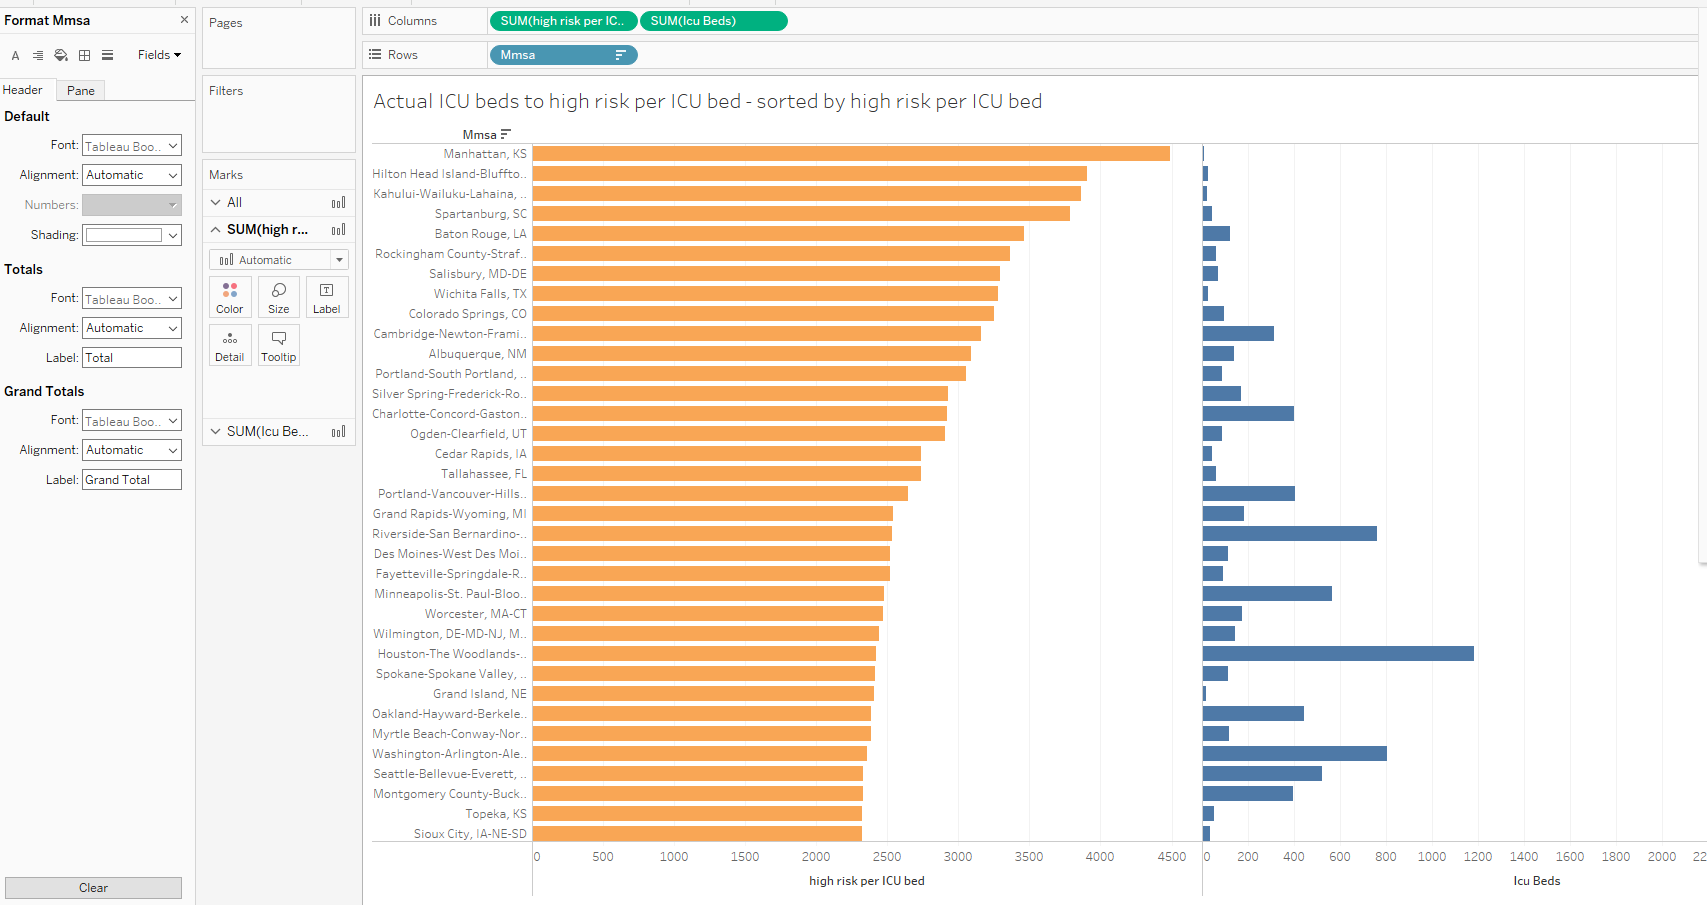 Format Mmsa
A
Fields
Header
Pane
Default
Font: Tableau Boo..
Alignment: Automatic
Numbers:
Shading:
Totals
Font: Tableau Boo..
Alignment: Automatic
Label: Total
Grand Totals
Font: Tableau Boo..
Alignment: Automatic
Label: Grand Total
Clear
Pages
Filters
Marks
All
SUM(high r...
Automatic
Color
Size
T
Label
Detail
Tooltip
SUM(Icu Be...
Columns
SUM(high risk per IC..
SUM(Icu Beds)
Rows
Mmsa
Actual ICU beds to high risk per ICU bed - sorted by high risk per ICU bed
Mmsa
Manhattan, KS
Hilton Head Island-Bluffto..
Kahului-Wailuku-Lahaina, ..
Spartanburg, SC
Baton Rouge, LA
Rockingham County-Straf..
Salisbury, MD-DE
Wichita Falls, TX
Colorado Springs, CO
Cambridge-Newton-Frami..
Albuquerque, NM
Portland-South Portland, ..
Silver Spring-Frederick-Ro..
Charlotte-Concord-Gaston..
Ogden-Clearfield, UT
Cedar Rapids, IA
Tallahassee, FL
Portland-Vancouver-Hills..
Grand Rapids-Wyoming, MI
Riverside-San Bernardino-..
Des Moines-West Des Moi..
Fayetteville-Springdale-R..
Minneapolis-St. Paul-Bloo..
Worcester, MA-CT
Wilmington, DE-MD-NJ, M..
Houston-The Woodlands-..
Spokane-Spokane Valley, ..
Grand Island, NE
Oakland-Hayward-Berkele..
Myrtle Beach-Conway-Nor..
Washington-Arlington-Ale..
Seattle-Bellevue-Everett, ..
Montgomery County-Buck..
Topeka, KS
Sioux City, IA-NE-SD
0 500 1000 1500 2000 2500 3000 3500 4000 4500
high risk per ICU bed
0 200 400 600 800 1000 1200 1400 1600 1800 2000 22
Icu Beds